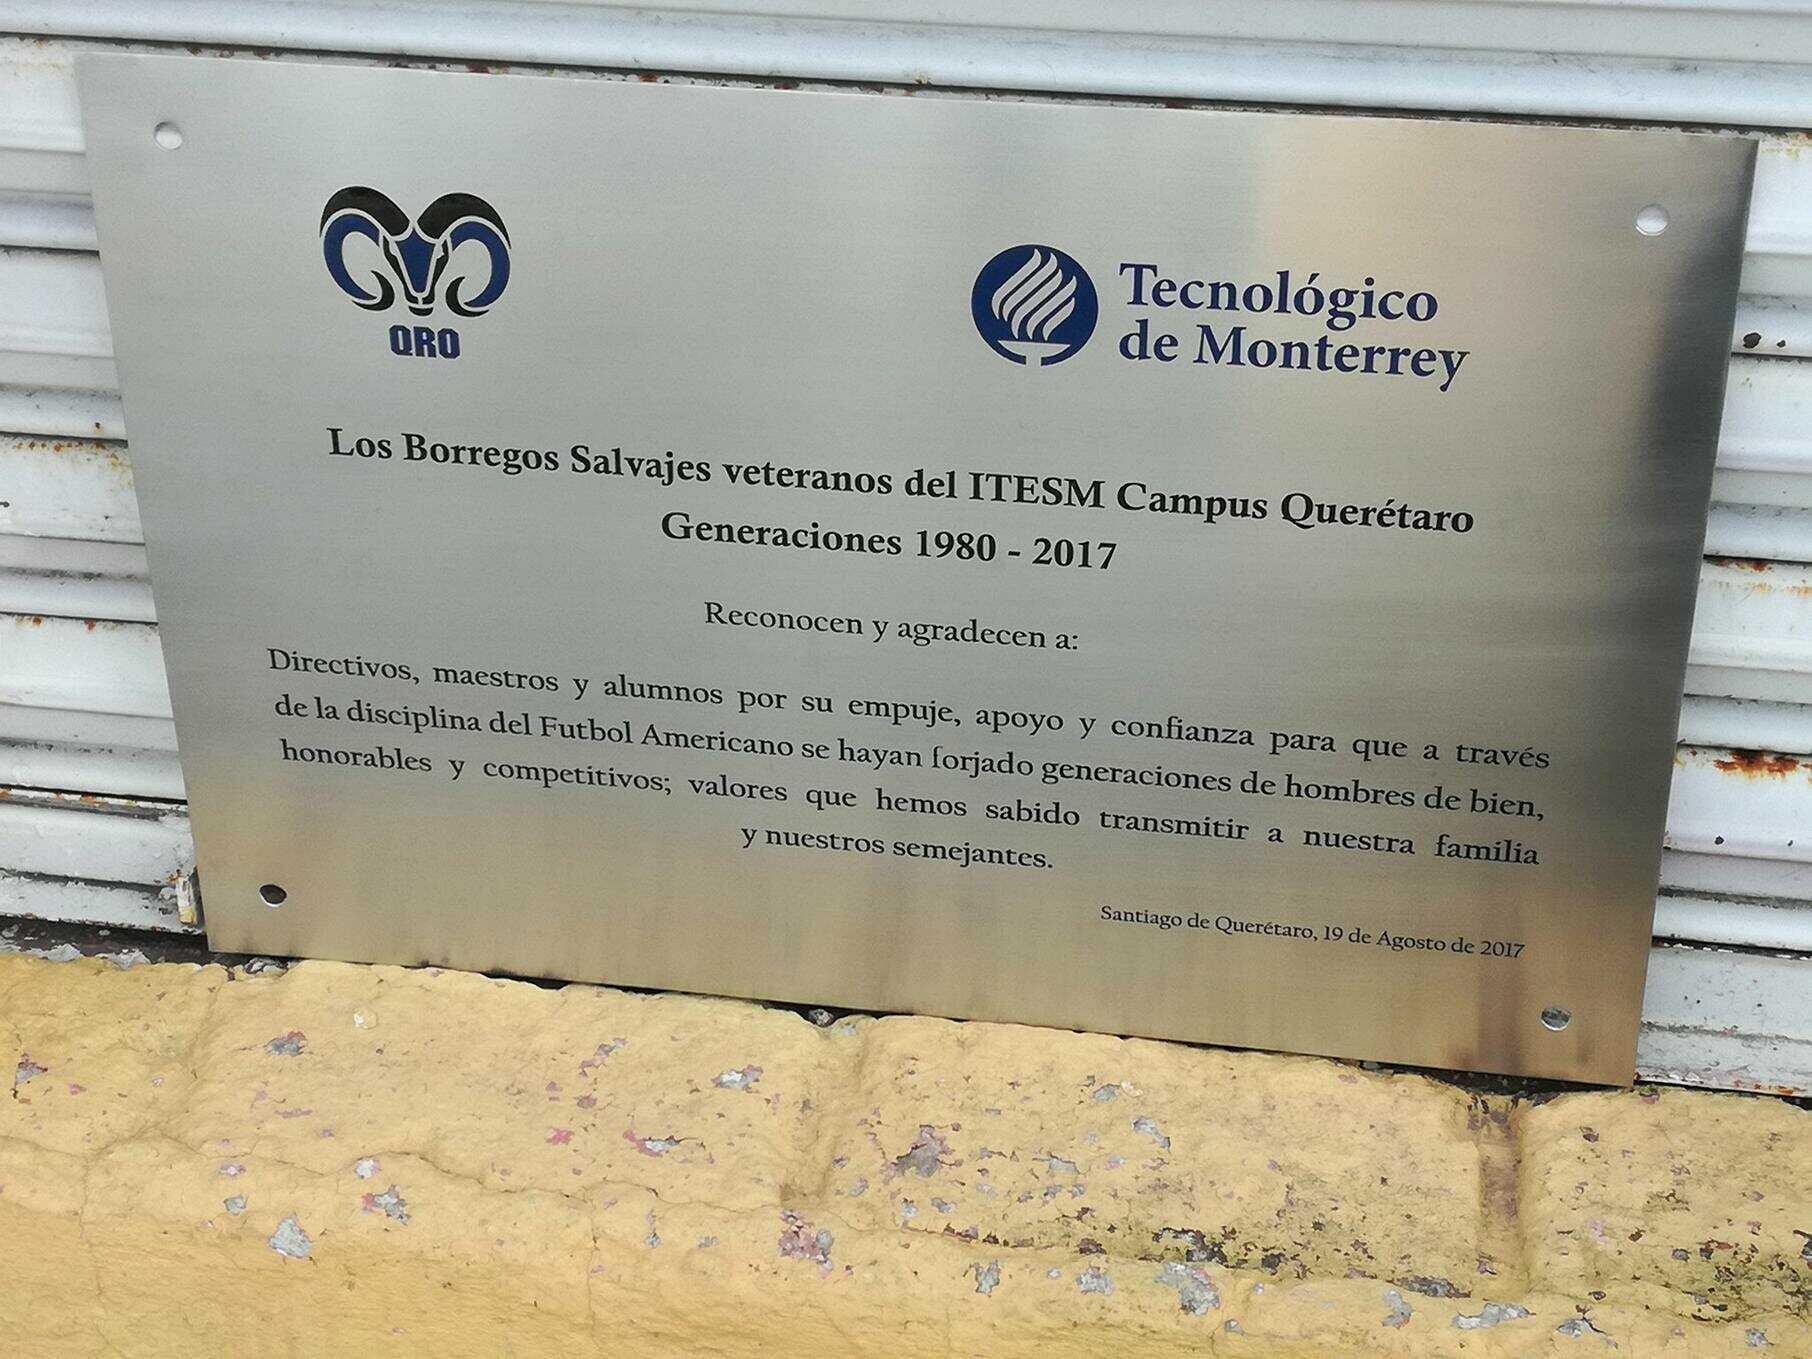 QRO
Tecnológico
de Monterrey
Los Borregos Salvajes veteranos del ITESM Campus Querétaro
Generaciones 1980 - 2017
Reconocen y agradecen a:
Directivos, maestros y alumnos por su empuje, apoyo y confianza para que a través
de la disciplina del Futbol Americano se hayan forjado generaciones de hombres de bien,
honorables y competitivos; valores que hemos sabido transmitir a nuestra familia
y nuestros semejantes.
Santiago de Querétaro, 19 de Agosto de 2017